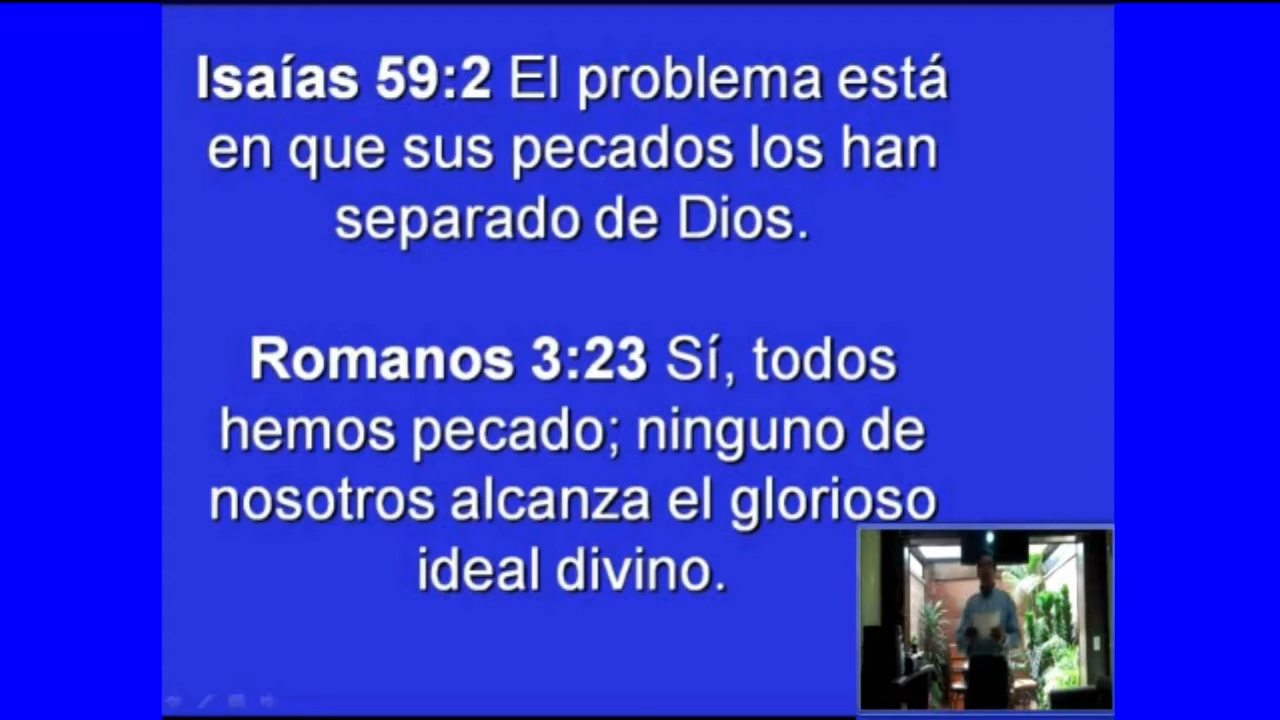 Isaías 59:2 El problema está
en que sus pecados los han
separado de Dios.
Romanos 3:23 Sí, todos
hemos pecado; ninguno de
nosotros alcanza el glorioso
ideal divino.